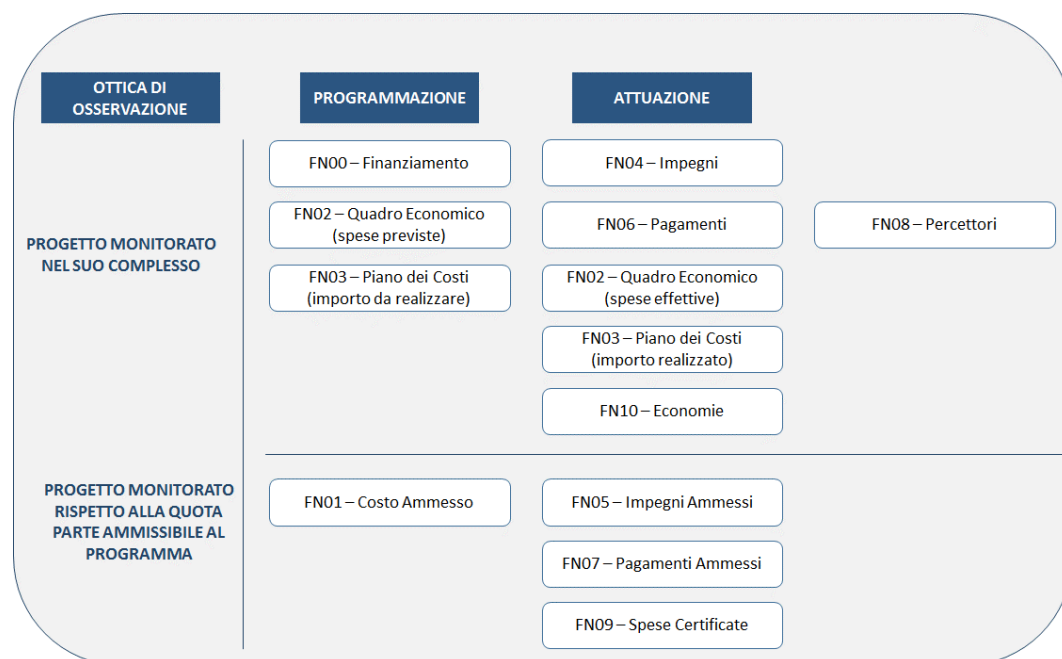 OTTICA DI
OSSERVAZIONE
PROGRAMMAZIONE
ATTUAZIONE
FN00 – Finanziamento
FN04 – Impegni
FN02 – Quadro Economico
(spese previste)
FN06 – Pagamenti
FN08 – Percettori
PROGETTO MONITORATO
NEL SUO COMPLESSO
FN03 – Piano dei Costi
(importo da realizzare)
FN02 – Quadro Economico
(spese effettive)
FN03 – Piano dei Costi
(importo realizzato)
FN10 – Economie
PROGETTO MONITORATO
RISPETTO ALLA QUOTA
PARTE AMMISSIBILE AL
PROGRAMMA
FN01 – Costo Ammesso
FN05 – Impegni Ammessi
FN07 – Pagamenti Ammessi
FN09 – Spese Certificate